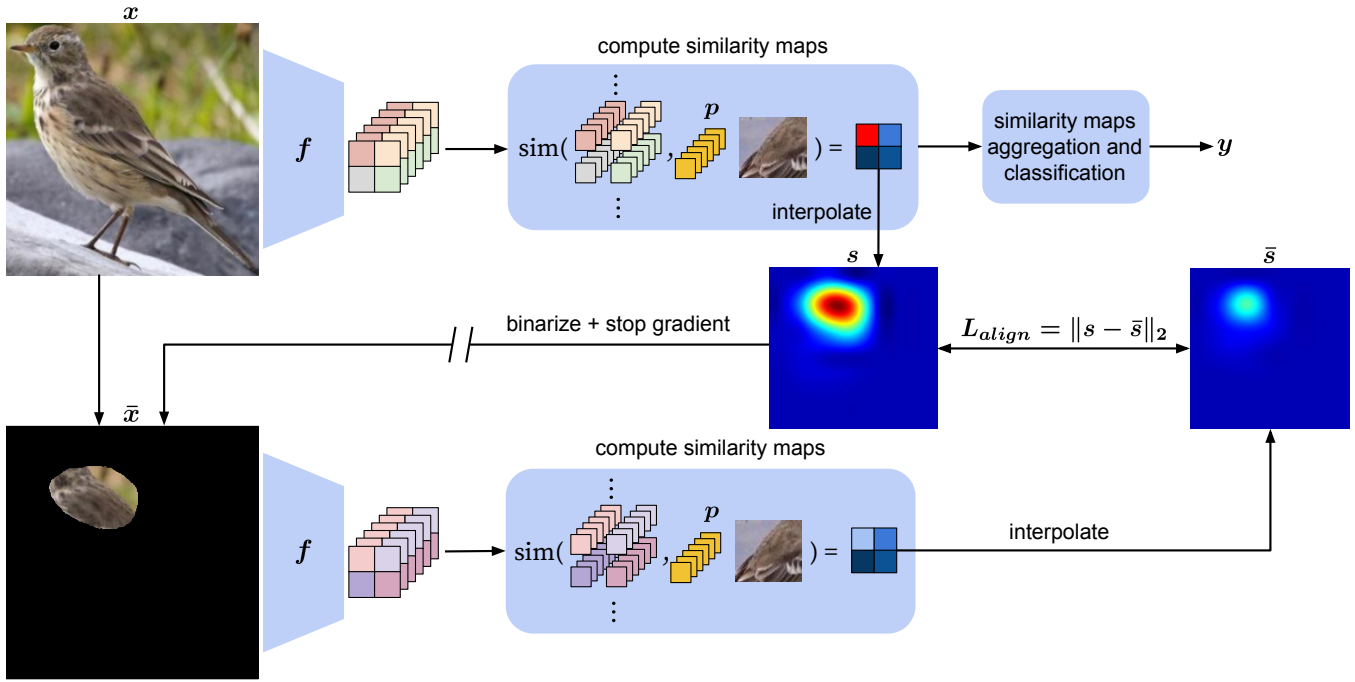 x
compute similarity maps
f
⋮
sim( , p ) =
⋮
similarity maps
aggregation and
classification
y
interpolate
s
s̄
binarize + stop gradient
L_align = ‖s − s̄‖₂
x̄
compute similarity maps
f
⋮
sim( , p ) =
⋮
interpolate